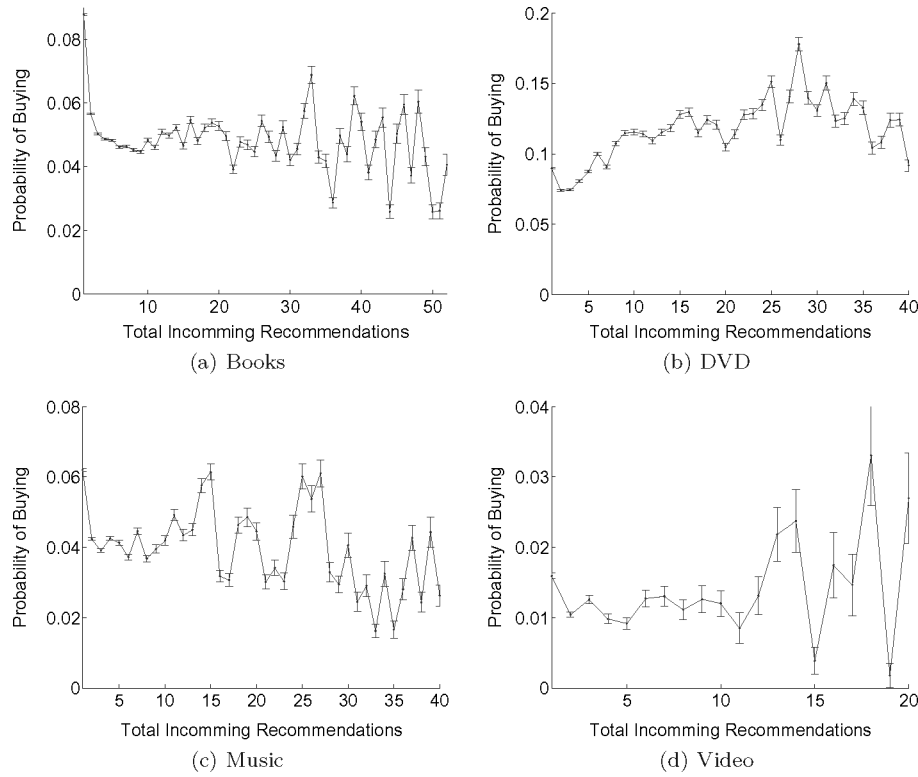 0.08
0.06
0.04
0.02
0
Probability of Buying
10 20 30 40 50
Total Incomming Recommendations
(a) Books
0.2
0.15
0.1
0.05
0
Probability of Buying
5 10 15 20 25 30 35 40
Total Incomming Recommendations
(b) DVD
0.08
0.06
0.04
0.02
0
Probability of Buying
5 10 15 20 25 30 35 40
Total Incomming Recommendations
(c) Music
0.04
0.03
0.02
0.01
0
Probability of Buying
5 10 15 20
Total Incomming Recommendations
(d) Video